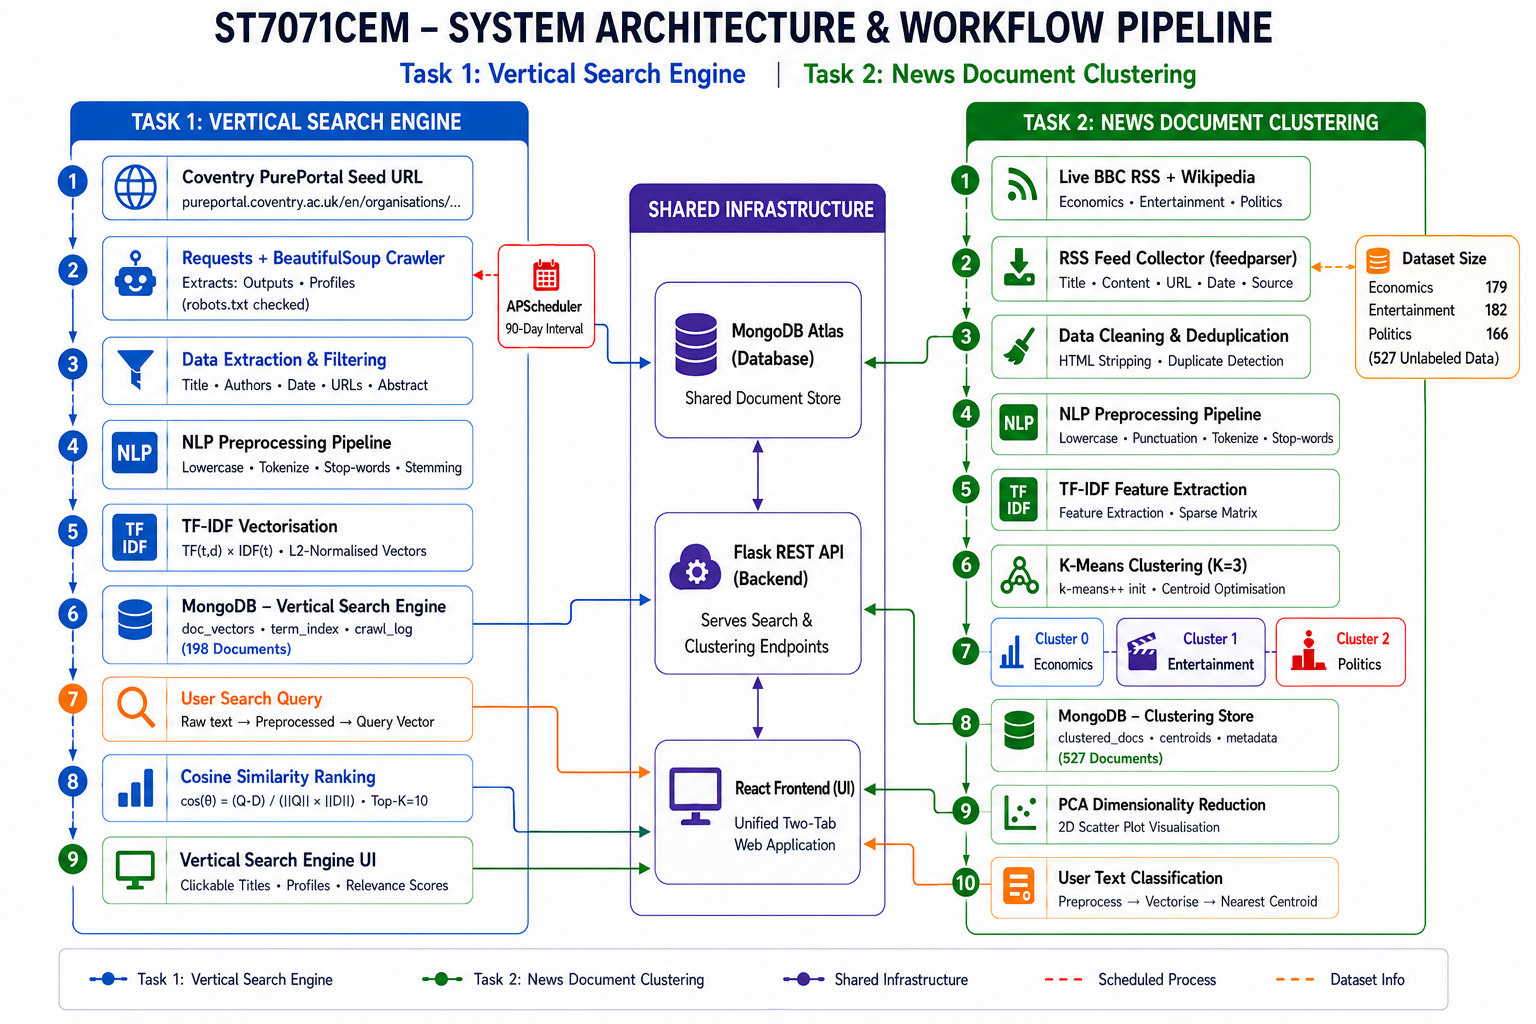 ST7071CEM – SYSTEM ARCHITECTURE & WORKFLOW PIPELINE
Task 1: Vertical Search Engine | Task 2: News Document Clustering
TASK 1: VERTICAL SEARCH ENGINE
1
Coventry PurePortal Seed URL
pureportal.coventry.ac.uk/en/organisations/...
2
Requests + BeautifulSoup Crawler
Extracts: Outputs • Profiles
(robots.txt checked)
APScheduler
90-Day Interval
3
Data Extraction & Filtering
Title • Authors • Date • URLs • Abstract
4
NLP
NLP Preprocessing Pipeline
Lowercase • Tokenize • Stop-words • Stemming
5
TF
IDF
TF-IDF Vectorisation
TF(t,d) × IDF(t) • L2-Normalised Vectors
6
MongoDB – Vertical Search Engine
doc_vectors • term_index • crawl_log
(198 Documents)
7
User Search Query
Raw text → Preprocessed → Query Vector
8
Cosine Similarity Ranking
cos(θ) = (Q·D) / (||Q|| × ||D||) • Top-K=10
9
Vertical Search Engine UI
Clickable Titles • Profiles • Relevance Scores
SHARED INFRASTRUCTURE
MongoDB Atlas
(Database)
Shared Document Store
Flask REST API
(Backend)
Serves Search &
Clustering Endpoints
React Frontend (UI)
Unified Two-Tab
Web Application
TASK 2: NEWS DOCUMENT CLUSTERING
1
Live BBC RSS + Wikipedia
Economics • Entertainment • Politics
2
RSS Feed Collector (feedparser)
Title • Content • URL • Date • Source
Dataset Size
Economics 179
Entertainment 182
Politics 166
(527 Unlabeled Data)
3
Data Cleaning & Deduplication
HTML Stripping • Duplicate Detection
4
NLP
NLP Preprocessing Pipeline
Lowercase • Punctuation • Tokenize • Stop-words
5
TF
IDF
TF-IDF Feature Extraction
Feature Extraction • Sparse Matrix
6
K-Means Clustering (K=3)
k-means++ init • Centroid Optimisation
7
Cluster 0
Economics
Cluster 1
Entertainment
Cluster 2
Politics
8
MongoDB – Clustering Store
clustered_docs • centroids • metadata
(527 Documents)
9
PCA Dimensionality Reduction
2D Scatter Plot Visualisation
10
User Text Classification
Preprocess → Vectorise → Nearest Centroid
Task 1: Vertical Search Engine
Task 2: News Document Clustering
Shared Infrastructure
Scheduled Process
Dataset Info